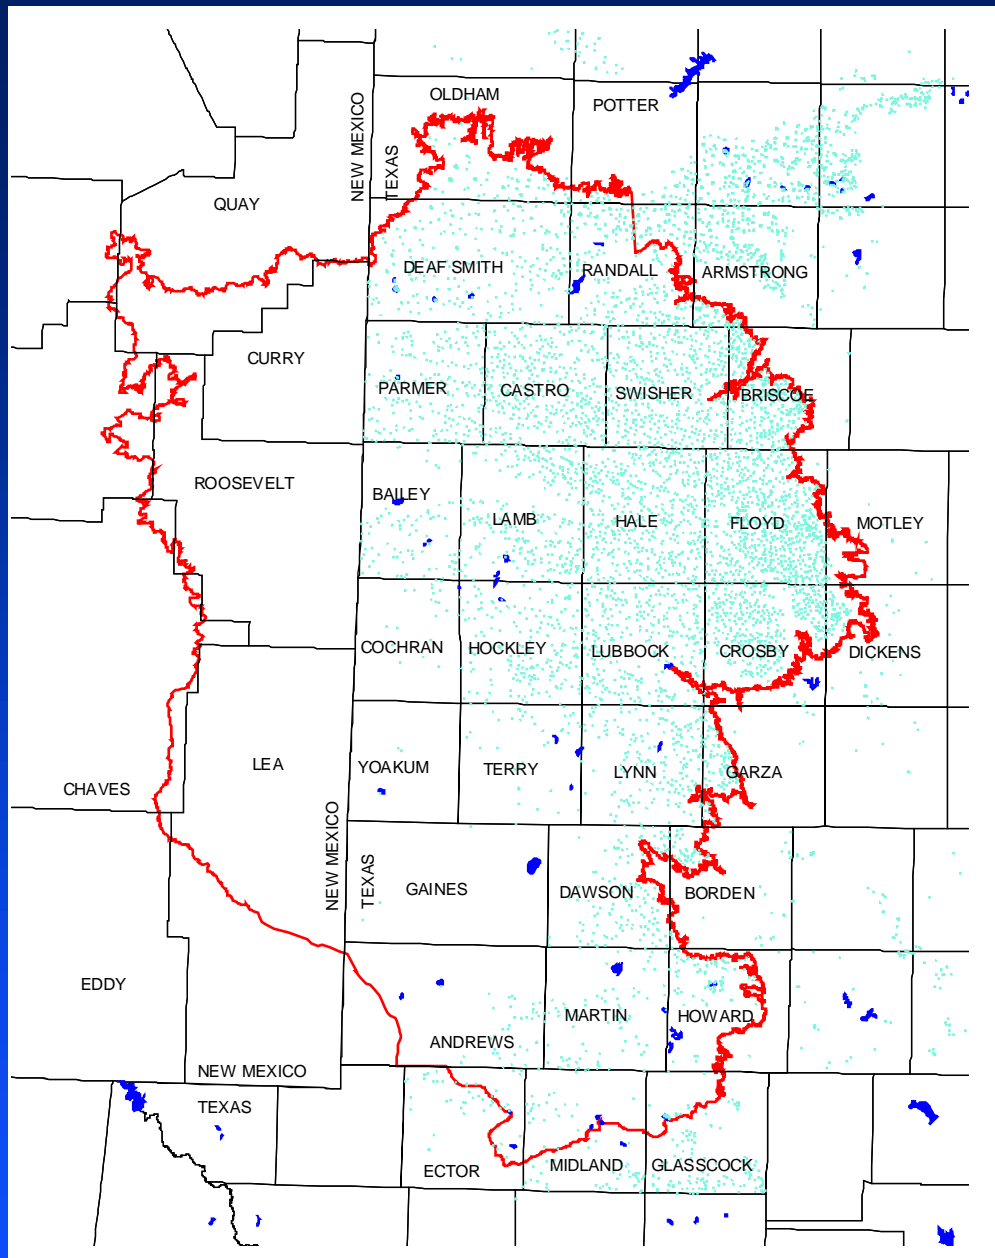 OLDHAM
POTTER
NEW MEXICO
TEXAS
QUAY
DEAF SMITH
RANDALL
ARMSTRONG
CURRY
PARMER
CASTRO
SWISHER
BRISCOE
ROOSEVELT
BAILEY
LAMB
HALE
FLOYD
MOTLEY
COCHRAN
HOCKLEY
LUBBOCK
CROSBY
DICKENS
LEA
YOAKUM
TERRY
LYNN
GARZA
CHAVES
NEW MEXICO
TEXAS
GAINES
DAWSON
BORDEN
EDDY
MARTIN
HOWARD
ANDREWS
NEW MEXICO
TEXAS
ECTOR
MIDLAND
GLASSCOCK